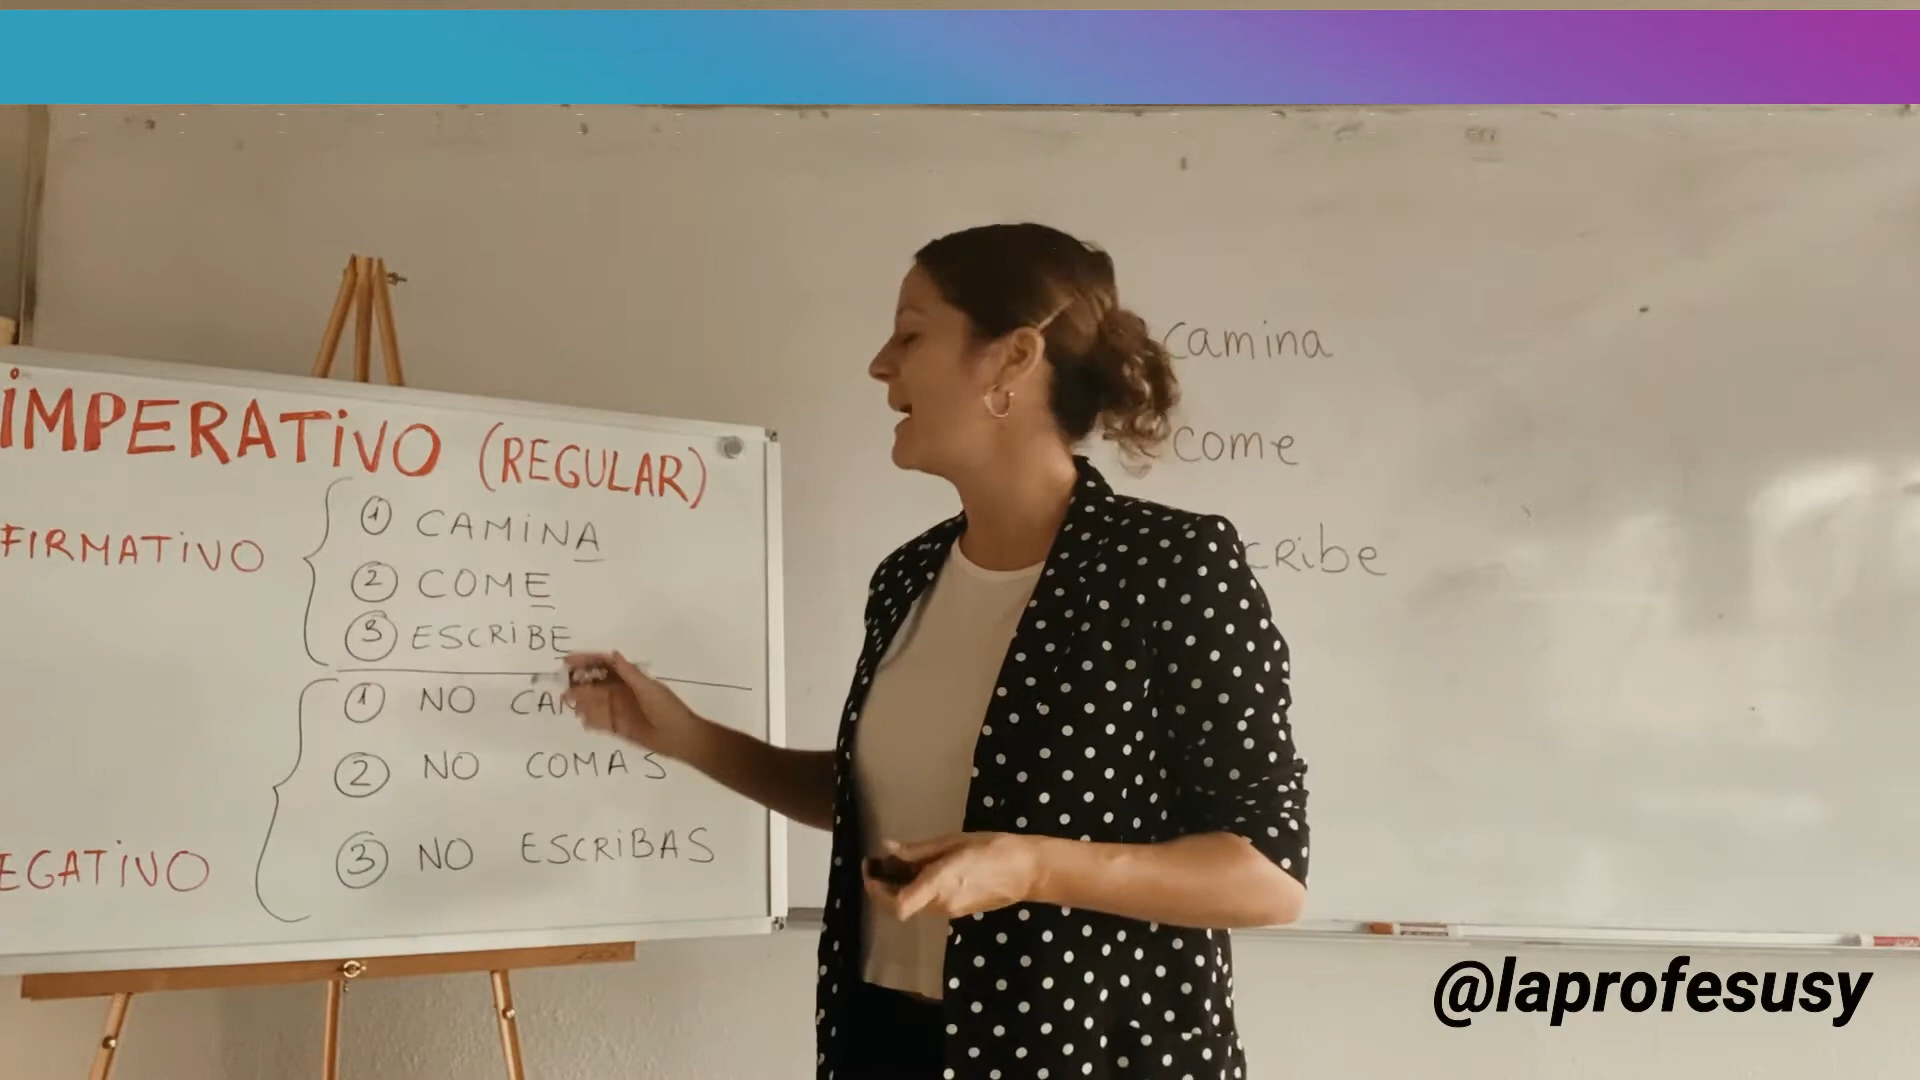 IMPERATIVO (REGULAR)
FIRMATIVO
1 CAMINA
2 COME
3 ESCRIBE
1 NO
2 NO COMAS
EGATIVO
3 NO ESCRIBAS
camina
come
cribe
@laprofesusy